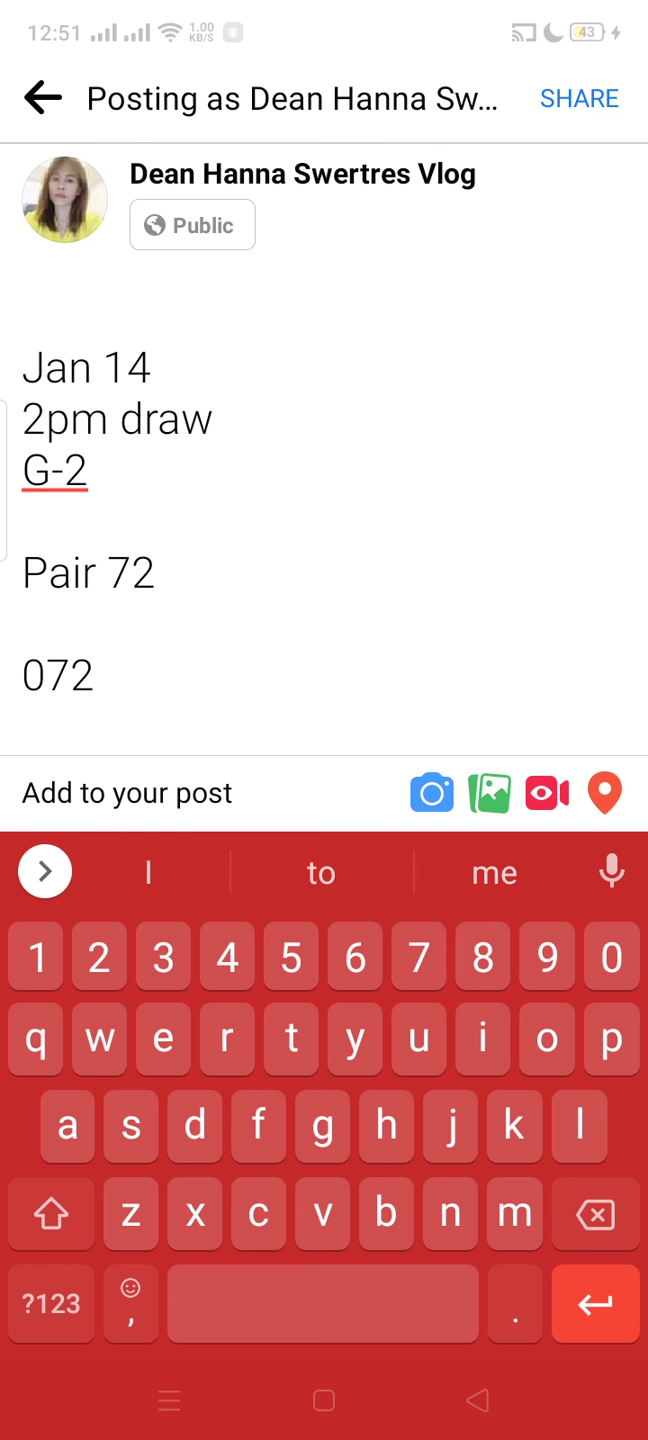 12:51 1.00 KB/S 43
Posting as Dean Hanna Sw... SHARE
Dean Hanna Swertres Vlog
Public
Jan 14
2pm draw
G-2
Pair 72
072
Add to your post
I to me
1 2 3 4 5 6 7 8 9 0
q w e r t y u i o p
a s d f g h j k l
z x c v b n m
?123 , .